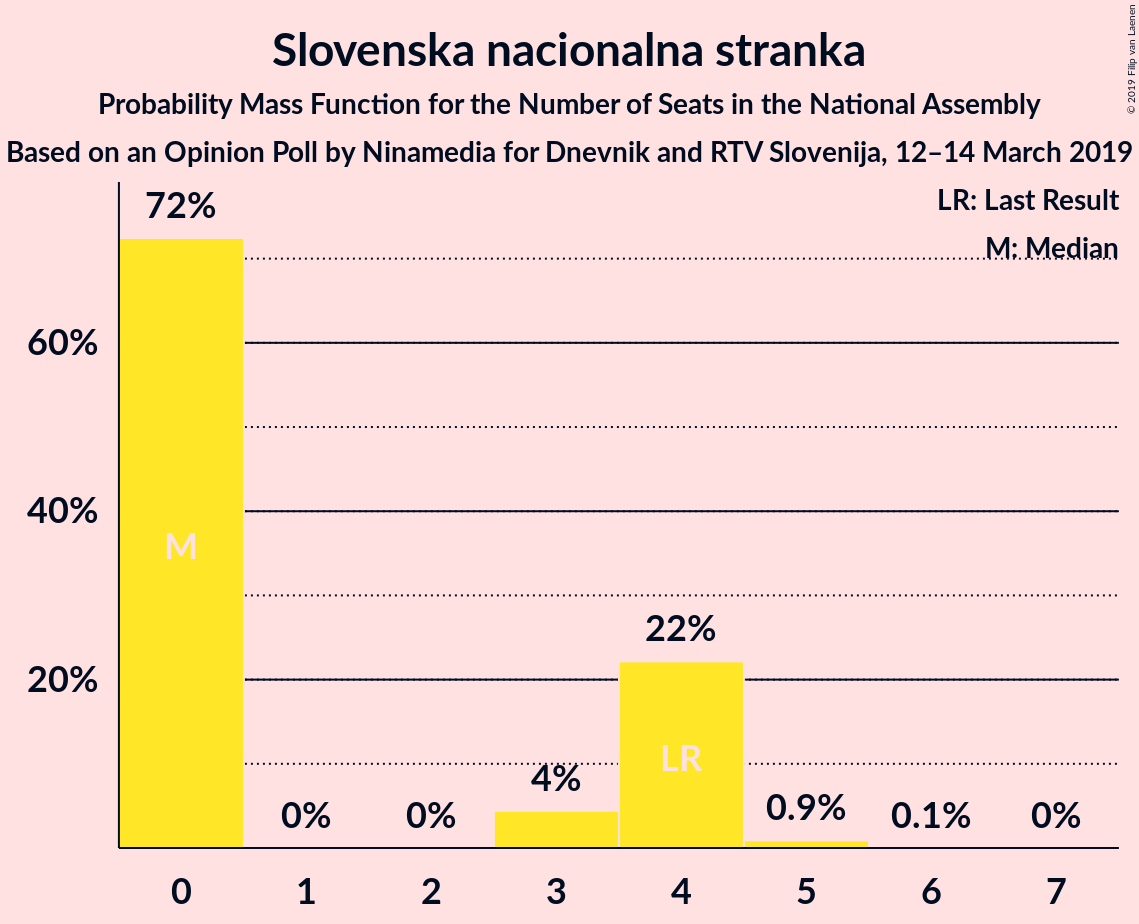 Slovenska nacionalna stranka
Probability Mass Function for the Number of Seats in the National Assembly
Based on an Opinion Poll by Ninamedia for Dnevnik and RTV Slovenija, 12–14 March 2019
© 2019 Filip van Laenen
LR: Last Result
M: Median
72%
60%
40%
20%
M
0%
0%
4%
22%
LR
0.9%
0.1%
0%
0 1 2 3 4 5 6 7